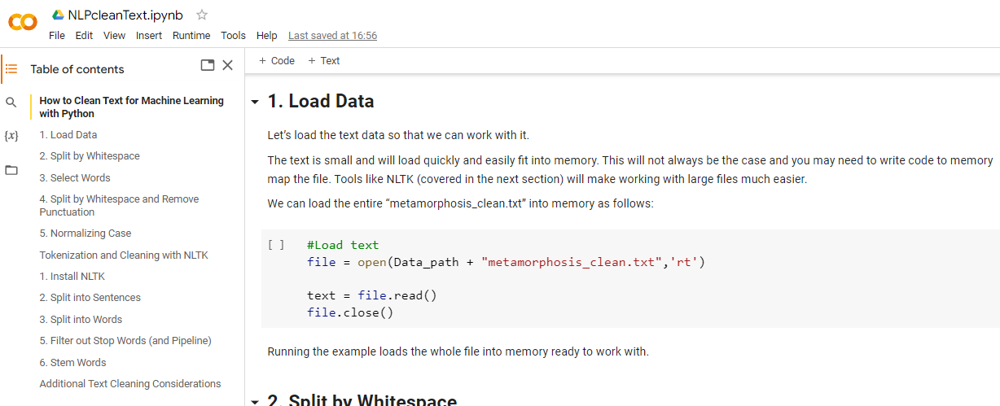 NLPcleanText.ipynb
File Edit View Insert Runtime Tools Help Last saved at 16:56
Table of contents
+ Code + Text
How to Clean Text for Machine Learning
with Python
1. Load Data
2. Split by Whitespace
3. Select Words
4. Split by Whitespace and Remove
Punctuation
5. Normalizing Case
Tokenization and Cleaning with NLTK
1. Install NLTK
2. Split into Sentences
3. Split into Words
5. Filter out Stop Words (and Pipeline)
6. Stem Words
Additional Text Cleaning Considerations
{x}
1. Load Data
Let’s load the text data so that we can work with it.
The text is small and will load quickly and easily fit into memory. This will not always be the case and you may need to write code to memory
map the file. Tools like NLTK (covered in the next section) will make working with large files much easier.
We can load the entire “metamorphosis_clean.txt” into memory as follows:
[ ] #Load text
file = open(Data_path + "metamorphosis_clean.txt",'rt')
text = file.read()
file.close()
Running the example loads the whole file into memory ready to work with.
2. Split by Whitespace